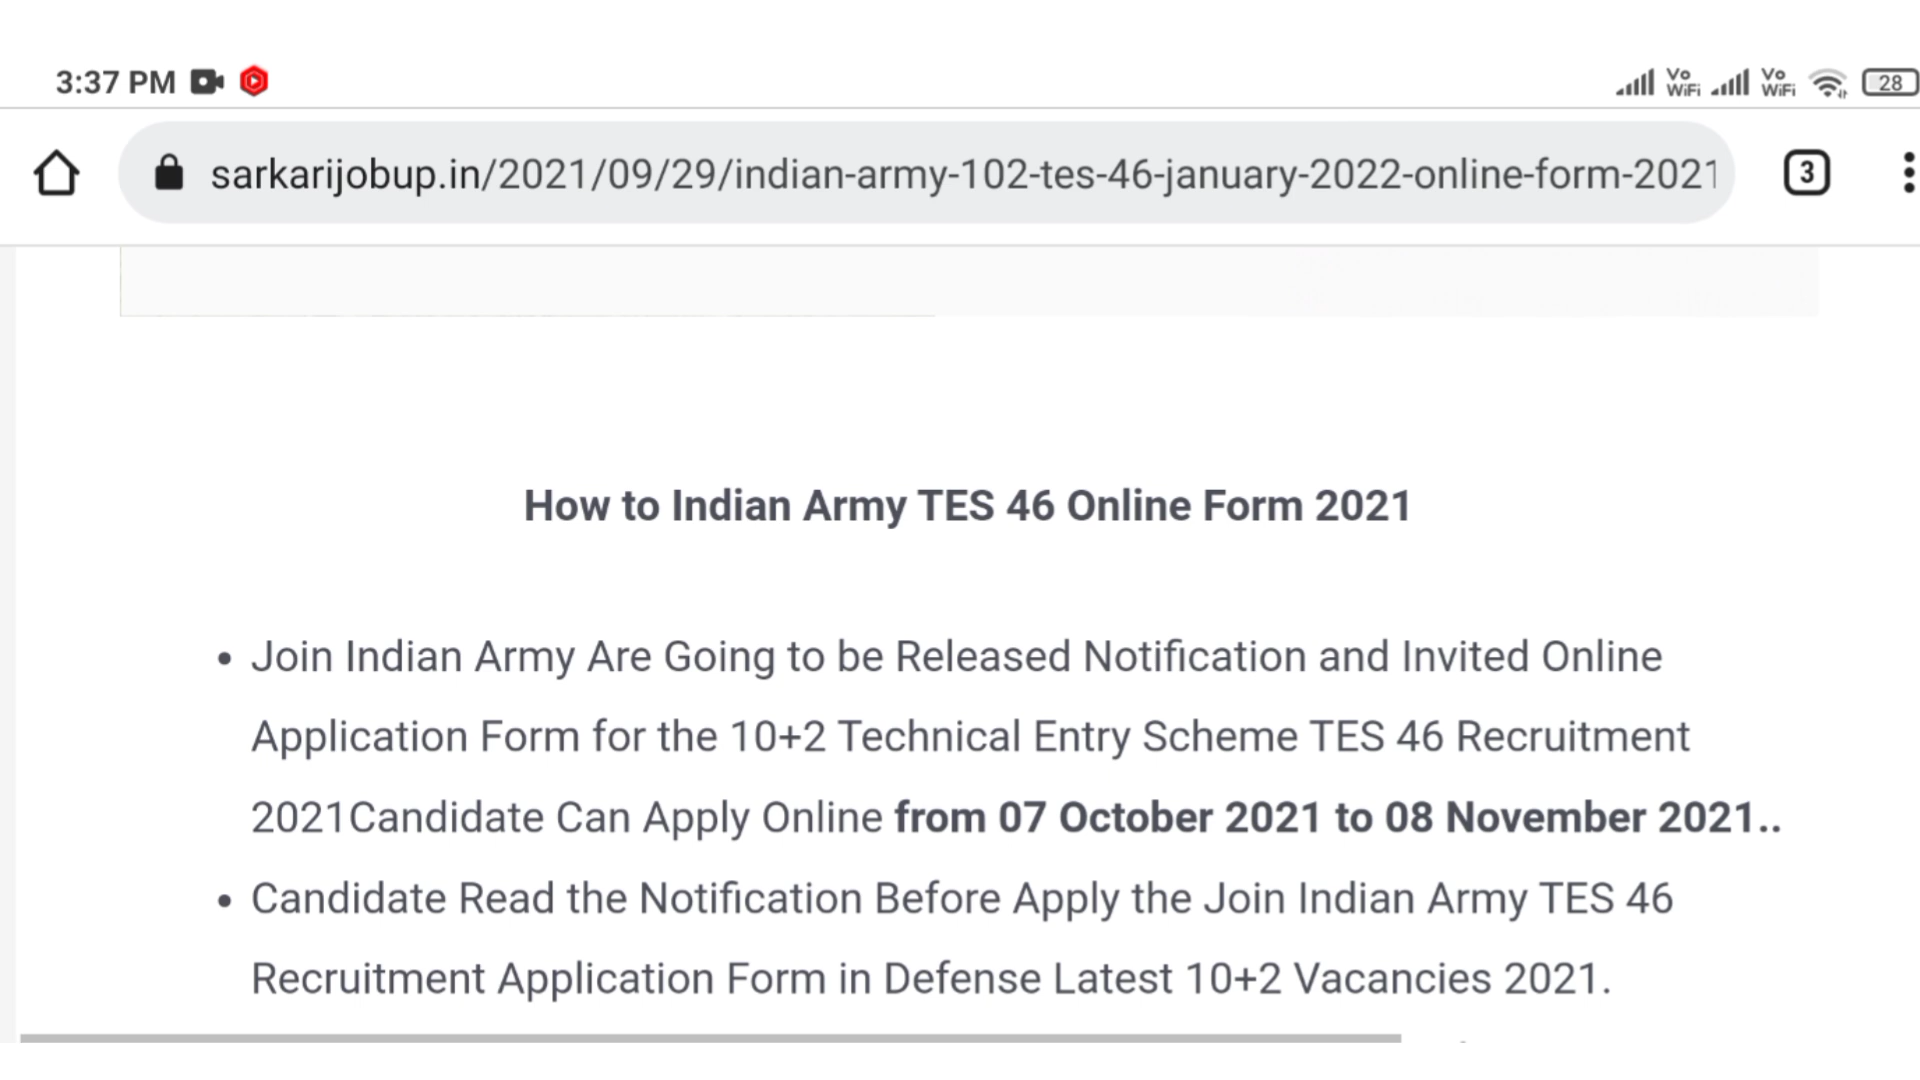 3:37 PM
Vo WiFi Vo WiFi 28
sarkarijobup.in/2021/09/29/indian-army-102-tes-46-january-2022-online-form-2021
3
How to Indian Army TES 46 Online Form 2021
• Join Indian Army Are Going to be Released Notification and Invited Online
Application Form for the 10+2 Technical Entry Scheme TES 46 Recruitment
2021Candidate Can Apply Online from 07 October 2021 to 08 November 2021..
• Candidate Read the Notification Before Apply the Join Indian Army TES 46
Recruitment Application Form in Defense Latest 10+2 Vacancies 2021.